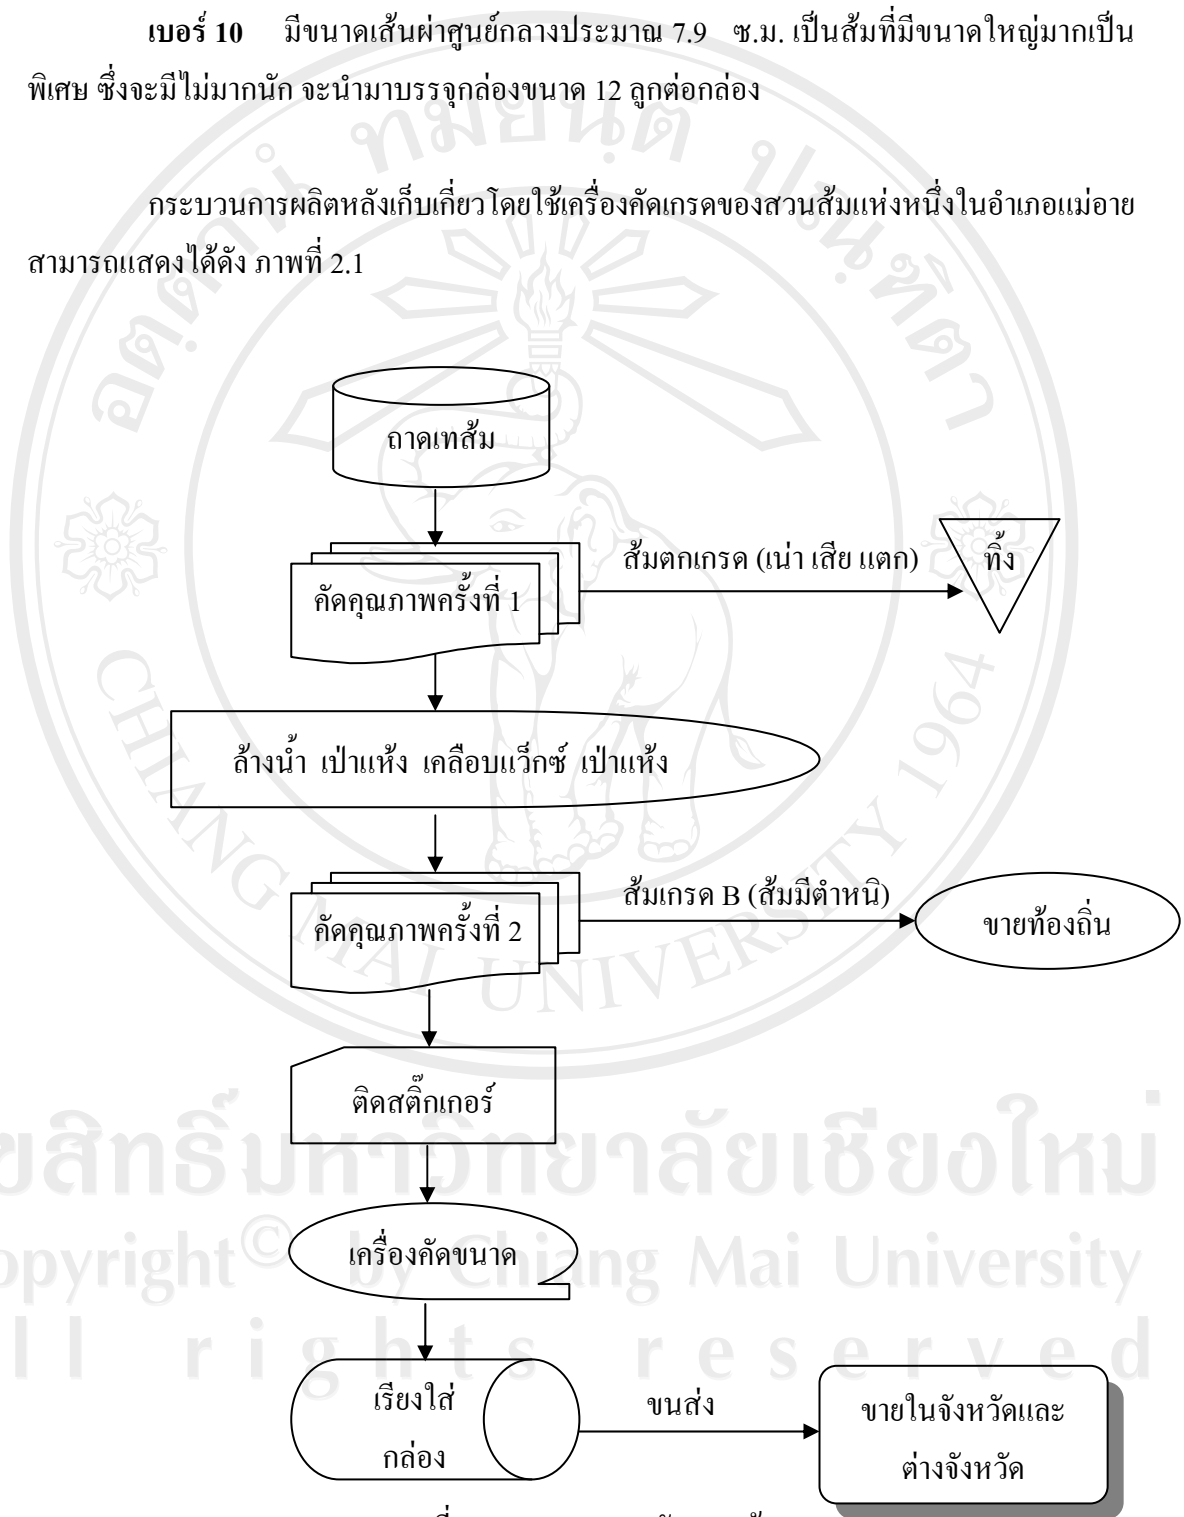 เบอร์ 10 มีขนาดเส้นผ่าศูนย์กลางประมาณ 7.9 ซ.ม. เป็นส้มที่มีขนาดใหญ่มากเป็น
พิเศษ ซึ่งจะมีไม่มากนัก จะนำมาบรรจุกล่องขนาด 12 ลูกต่อกล่อง
กระบวนการผลิตหลังเก็บเกี่ยวโดยใช้เครื่องคัดเกรดของสวนส้มแห่งหนึ่งในอำเภอแม่อาย
สามารถแสดงได้ดัง ภาพที่ 2.1
ถาดเทส้ม
ส้มตกเกรด (เน่า เสีย แตก)
ทิ้ง
คัดคุณภาพครั้งที่ 1
ล้างน้ำ เป่าแห้ง เคลือบแว็กซ์ เป่าแห้ง
ส้มเกรด B (ส้มมีตำหนิ)
ขายท้องถิ่น
คัดคุณภาพครั้งที่ 2
ติดสติ๊กเกอร์
เครื่องคัดขนาด
เรียงใส่
กล่อง
ขนส่ง
ขายในจังหวัดและ
ต่างจังหวัด
CHIANG MAI UNIVERSITY 1964
ขสิทธิ์มหาวิทยาลัยเชียงใหม่
opyright© by Chiang Mai University
ll rights reserved